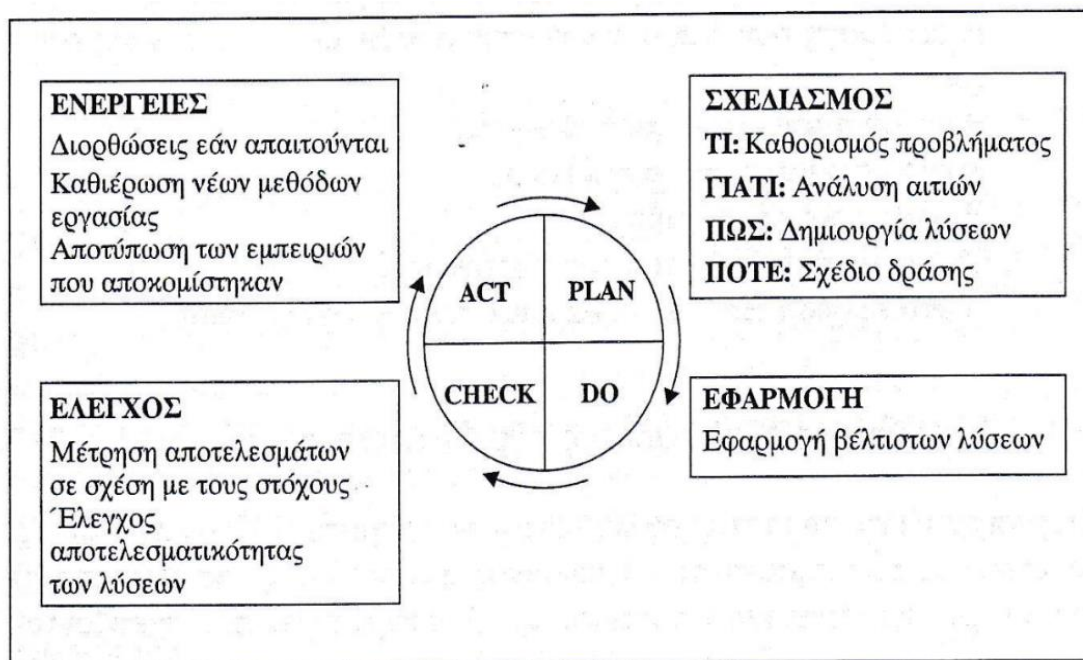 ΕΝΕΡΓΕΙΕΣ
Διορθώσεις εάν απαιτούνται
Καθιέρωση νέων μεθόδων
εργασίας
Αποτύπωση των εμπειριών
που αποκομίστηκαν
ΣΧΕΔΙΑΣΜΟΣ
ΤΙ: Καθορισμός προβλήματος
ΓΙΑΤΙ: Ανάλυση αιτιών
ΠΩΣ: Δημιουργία λύσεων
ΠΟΤΕ: Σχέδιο δράσης
ACT PLAN
CHECK DO
ΕΛΕΓΧΟΣ
Μέτρηση αποτελεσμάτων
σε σχέση με τους στόχους
Έλεγχος
αποτελεσματικότητας
των λύσεων
ΕΦΑΡΜΟΓΗ
Εφαρμογή βέλτιστων λύσεων